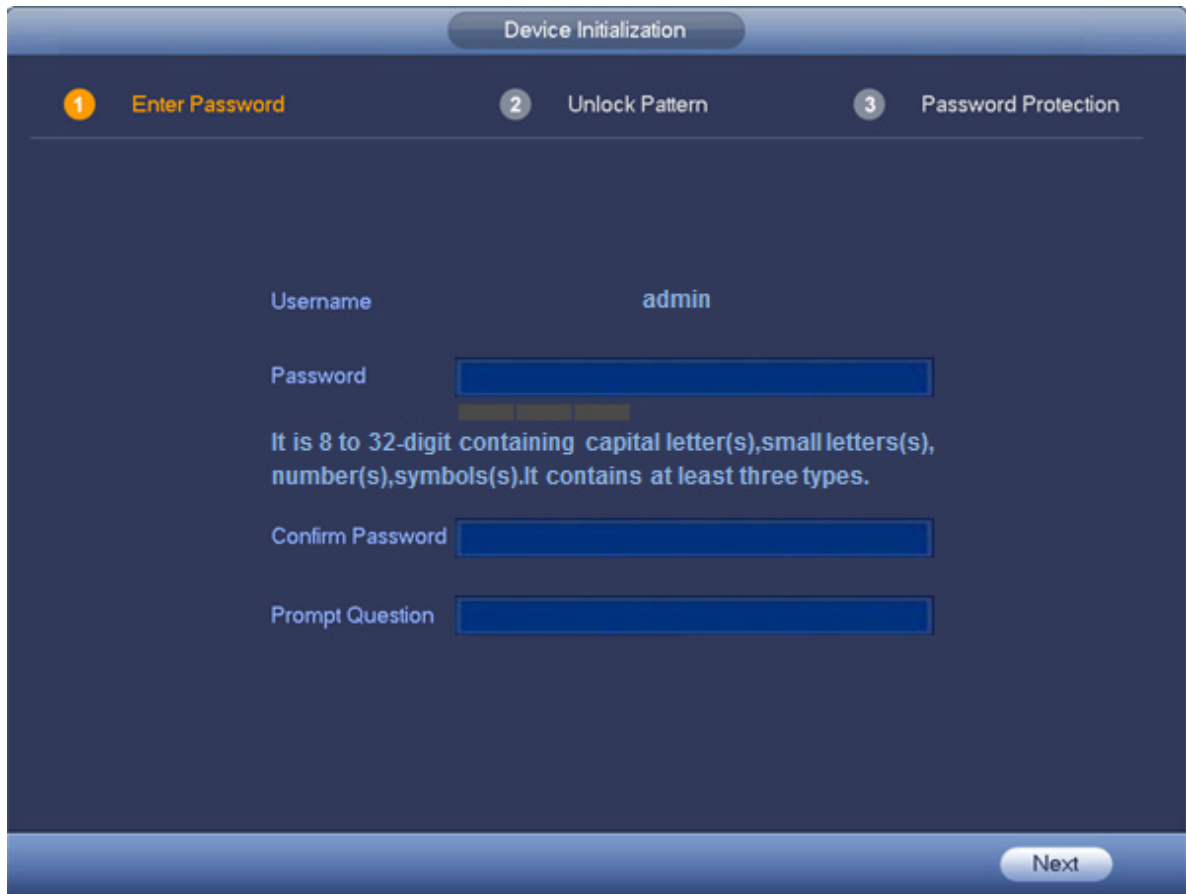 Device Initialization
1 Enter Password 2 Unlock Pattern 3 Password Protection
Username admin
Password
It is 8 to 32-digit containing capital letter(s),small letters(s),
number(s),symbols(s).It contains at least three types.
Confirm Password
Prompt Question
Next